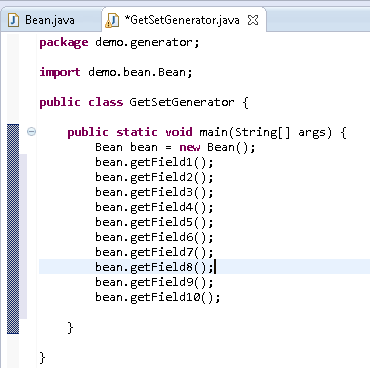 Bean.java
*GetSetGenerator.java
package demo.generator;
import demo.bean.Bean;
public class GetSetGenerator {
public static void main(String[] args) {
Bean bean = new Bean();
bean.getField1();
bean.getField2();
bean.getField3();
bean.getField4();
bean.getField5();
bean.getField6();
bean.getField7();
bean.getField8();
bean.getField9();
bean.getField10();
}
}